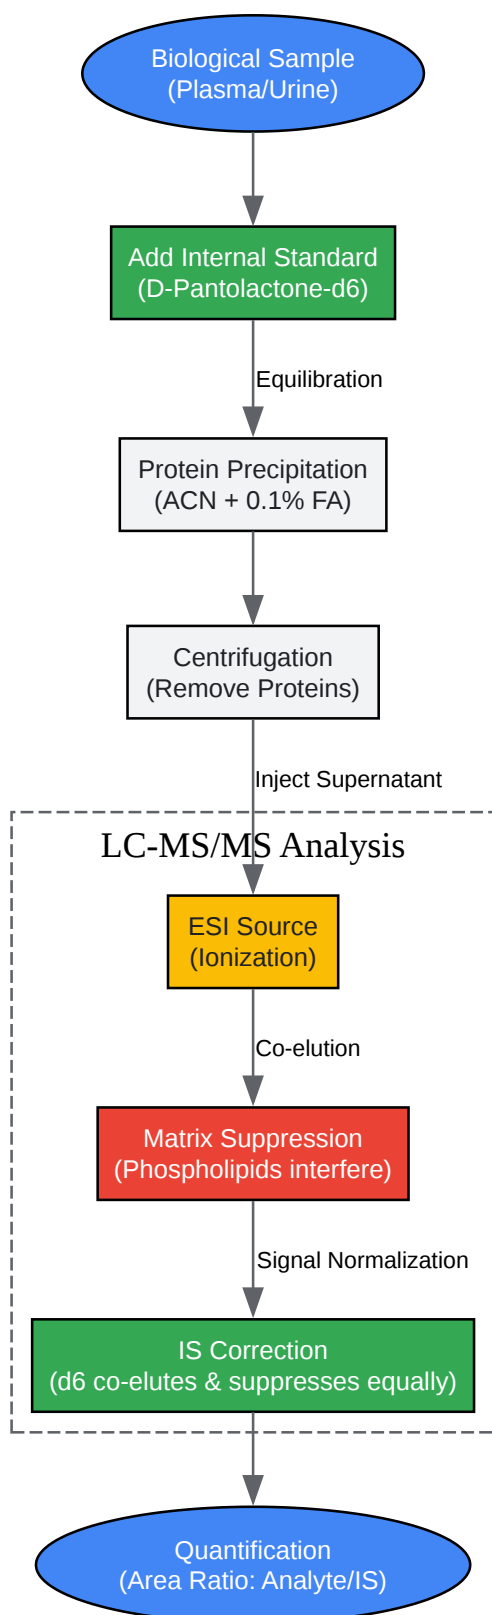 Biological Sample
(Plasma/Urine)
Add Internal Standard
(D-Pantolactone-d6)
Equilibration
Protein Precipitation
(ACN + 0.1% FA)
Centrifugation
(Remove Proteins)
Inject Supernatant
LC-MS/MS Analysis
ESI Source
(Ionization)
Co-elution
Matrix Suppression
(Phospholipids interfere)
Signal Normalization
IS Correction
(d6 co-elutes & suppresses equally)
Quantification
(Area Ratio: Analyte/IS)